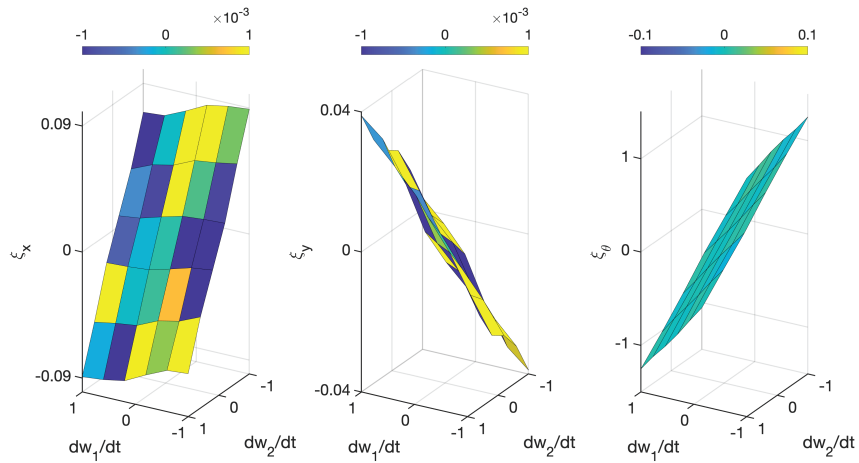 ×10⁻³
-1 0 1
0.09
0
-0.09
ξx
1 0 -1
1 0 -1
dw₁/dt dw₂/dt
×10⁻³
-1 0 1
0.04
0
-0.04
ξy
1 0 -1
1 0 -1
dw₁/dt dw₂/dt
-0.1 0 0.1
1
0
-1
ξθ
1 0 -1
1 0 -1
dw₁/dt dw₂/dt